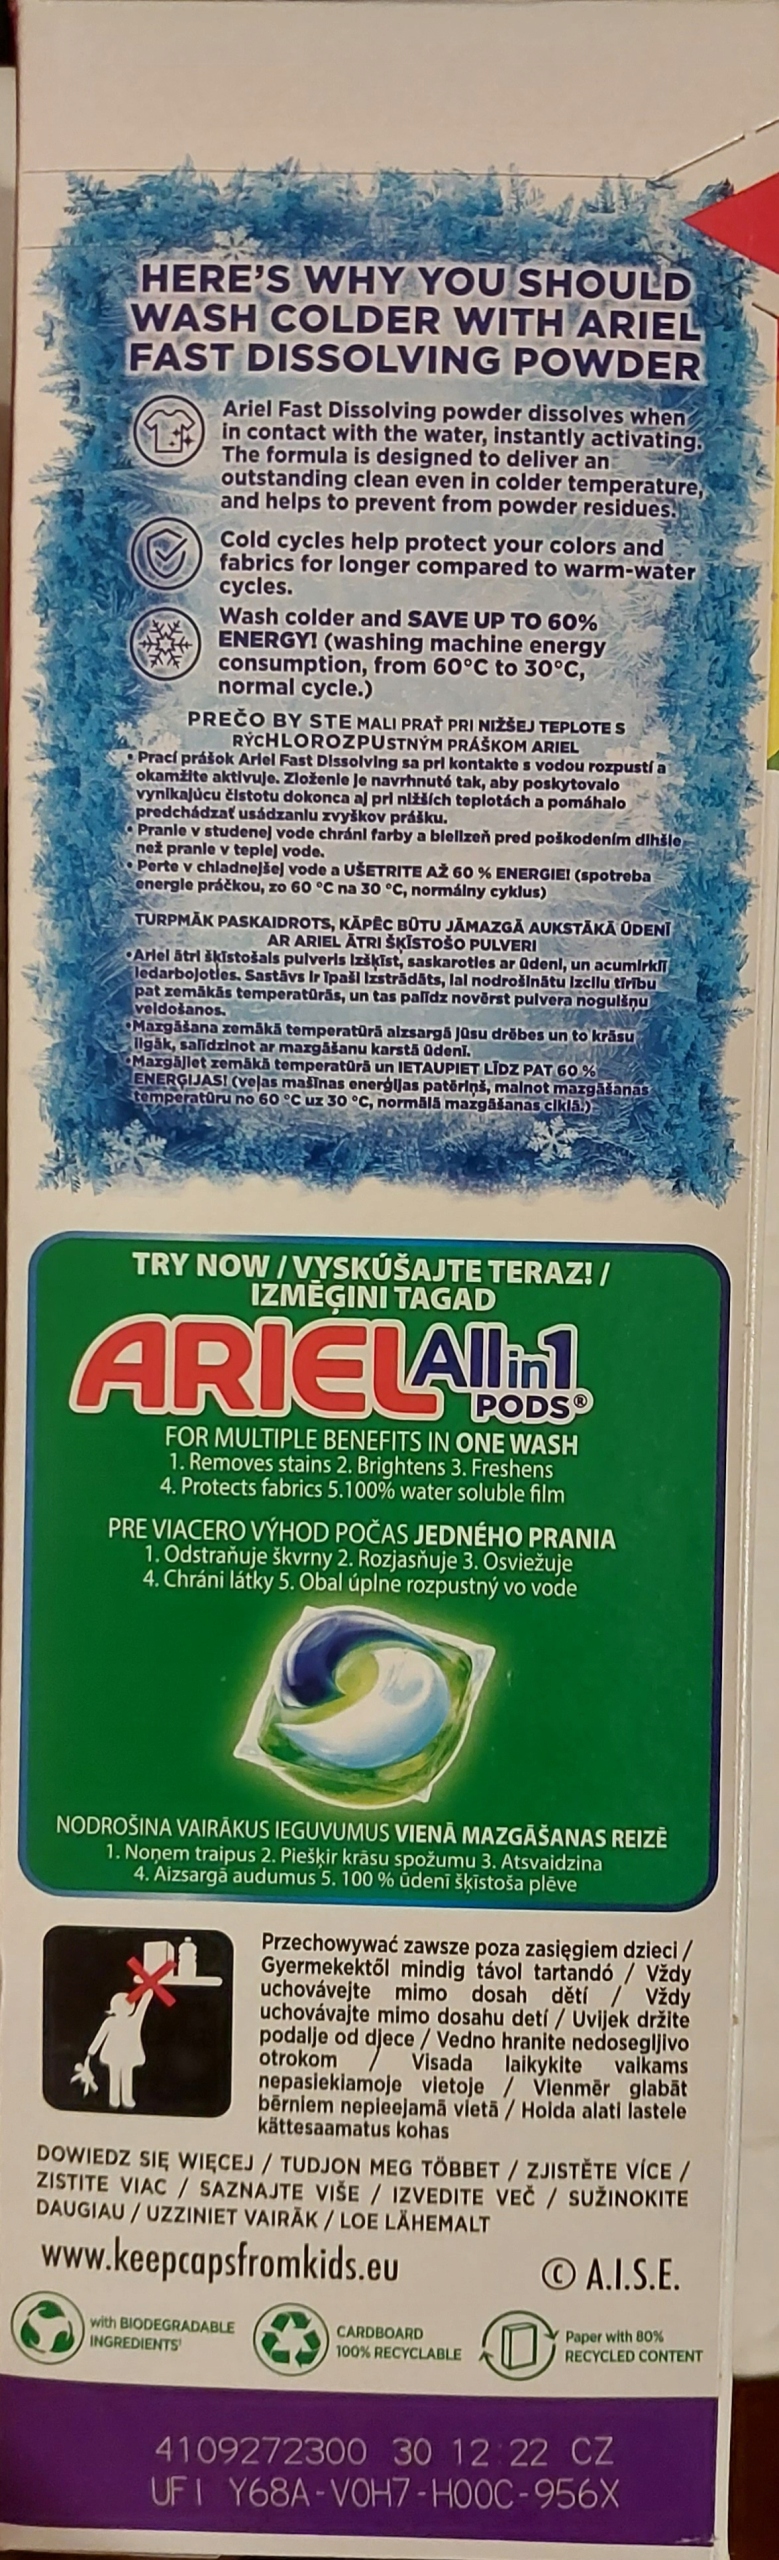 HERE'S WHY YOU SHOULD
WASH COLDER WITH ARIEL
FAST DISSOLVING POWDER
Ariel Fast Dissolving powder dissolves when
in contact with the water, instantly activating.
The formula is designed to deliver an
outstanding clean even in colder temperature,
and helps to prevent from powder residues.
Cold cycles help protect your colors and
fabrics for longer compared to warm-water
cycles.
Wash colder and SAVE UP TO 60%
ENERGY! (washing machine energy
consumption, from 60°C to 30°C,
normal cycle.)
PREČO BY STE MALI PRAŤ PRI NIŽŠEJ TEPLOTE S
RÝCHLOROZPUSTNÝM PRÁŠKOM ARIEL
• Prací prášok Ariel Fast Dissolving sa pri kontakte s vodou rozpustí a
okamžite aktivuje. Zloženie je navrhnuté tak, aby poskytovalo
vynikajúcu čistotu dokonca aj pri nižších teplotách a pomáhalo
predchádzať usádzaniu zvyškov prášku.
• Pranie v studenej vode chráni farby a bielizeň pred poškodením dlhšie
než pranie v teplej vode.
• Perte v chladnejšej vode a UŠETRITE AŽ 60 % ENERGIE! (spotreba
energie práčkou, zo 60 °C na 30 °C, normálny cyklus)
TURPMĀK PASKAIDROTS, KĀPĒC BŪTU JĀMAZGĀ AUKSTĀKĀ ŪDENĪ
AR ARIEL ĀTRI ŠĶĪSTOŠO PULVERI
•Ariel ātri šķīstošais pulveris izšķīst, saskaroties ar ūdeni, un acumirklī
iedarbojoties. Sastāvs ir īpaši izstrādāts, lai nodrošinātu izcilu tīrību
pat zemākās temperatūrās, un tas palīdz novērst pulvera nogulšņu
veidošanos.
•Mazgāšana zemākā temperatūrā aizsargā jūsu drēbes un to krāsu
ilgāk, salīdzinot ar mazgāšanu karstā ūdenī.
•Mazgājiet zemākā temperatūrā un IETAUPIET LĪDZ PAT 60 %
ENERĢIJAS! (veļas mašīnas enerģijas patēriņš, mainot mazgāšanas
temperatūru no 60 °C uz 30 °C, normālā mazgāšanas ciklā.)
TRY NOW / VYSKÚŠAJTE TERAZ! /
IZMĒĢINI TAGAD
ARIEL All in 1
PODS®
FOR MULTIPLE BENEFITS IN ONE WASH
1. Removes stains 2. Brightens 3. Freshens
4. Protects fabrics 5.100% water soluble film
PRE VIACERO VÝHOD POČAS JEDNÉHO PRANIA
1. Odstraňuje škvrny 2. Rozjasňuje 3. Osviežuje
4. Chráni látky 5. Obal úplne rozpustný vo vode
NODROŠINA VAIRĀKUS IEGUVUMUS VIENĀ MAZGĀŠANAS REIZĒ
1. Noņem traipus 2. Piešķir krāsu spožumu 3. Atsvaidzina
4. Aizsargā audumus 5. 100 % ūdenī šķīstoša plēve
Przechowywać zawsze poza zasięgiem dzieci /
Gyermekektől mindig távol tartandó / Vždy
uchovávejte mimo dosah dětí / Vždy
uchovávajte mimo dosahu detí / Uvijek držite
podalje od djece / Vedno hranite nedosegljivo
otrokom / Visada laikykite vaikams
nepasiekiamoje vietoje / Vienmēr glabāt
bērniem nepieejamā vietā / Hoida alati lastele
kättesaamatus kohas
DOWIEDZ SIĘ WIĘCEJ / TUDJON MEG TÖBBET / ZJISTĚTE VÍCE /
ZISTITE VIAC / SAZNAJTE VIŠE / IZVEDITE VEČ / SUŽINOKITE
DAUGIAU / UZZINIET VAIRĀK / LOE LÄHEMALT
www.keepcapsfromkids.eu
© A.I.S.E.
with BIODEGRADABLE
INGREDIENTS¹
CARDBOARD
100% RECYCLABLE
Paper with 80%
RECYCLED CONTENT
4109272300 30 12 22 CZ
UFI Y68A-V0H7-H00C-956X